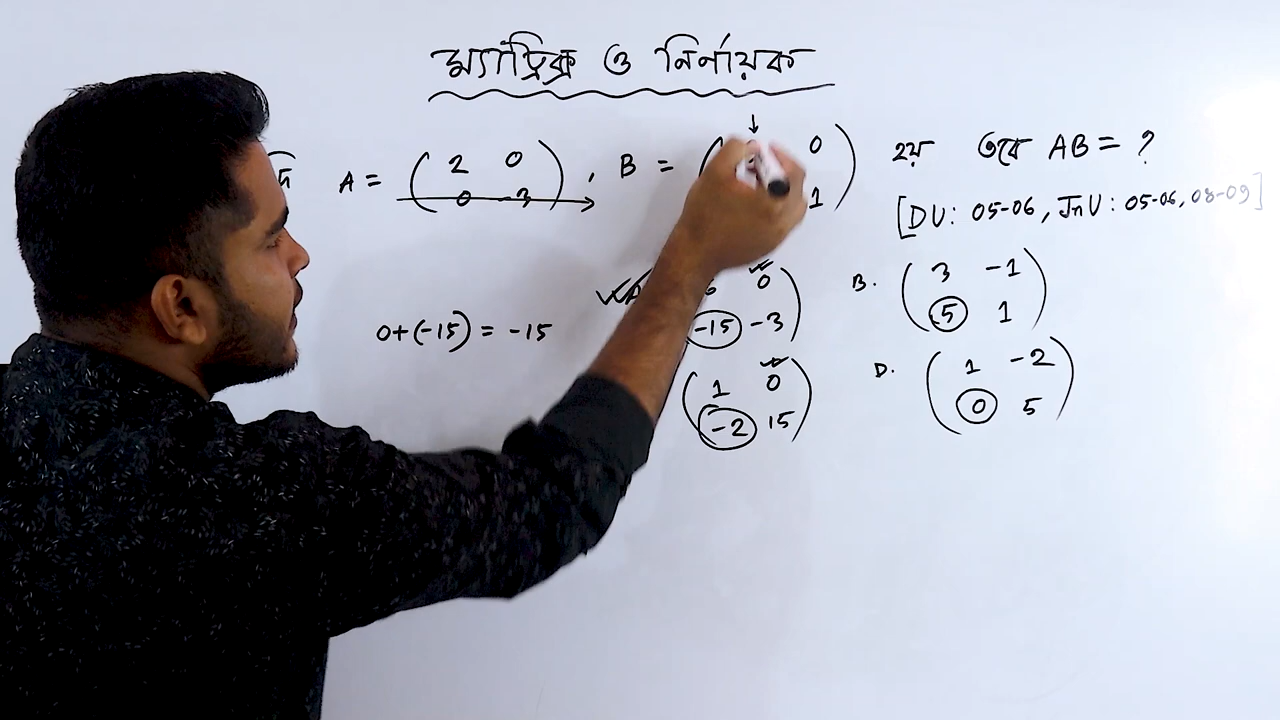 ম্যাট্রিক্স ও নির্ণায়ক
A = ( 2 0 ) , B = ( 0 ) হয় তবে AB = ?
( 0 -3 ) 1 )
[DU: 05-06, JnU: 05-06, 08-09]
0+(-15) = -15
0 ) B. ( 3 -1 )
-15 -3 ) ( 5 1 )
( 1 0 ) D. ( 1 -2 )
( -2 15 ) ( 0 5 )